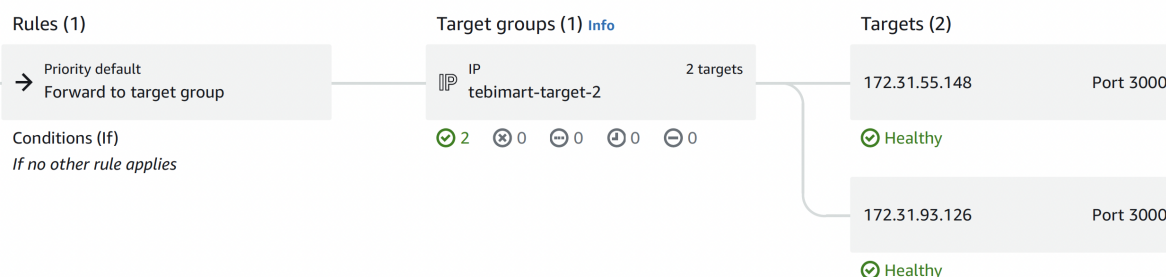 Rules (1)
Priority default
Forward to target group
Conditions (If)
If no other rule applies
Target groups (1) Info
IP
IP 2 targets
tebimart-target-2
2 0 0 0 0
Targets (2)
172.31.55.148 Port 3000
Healthy
172.31.93.126 Port 3000
Healthy